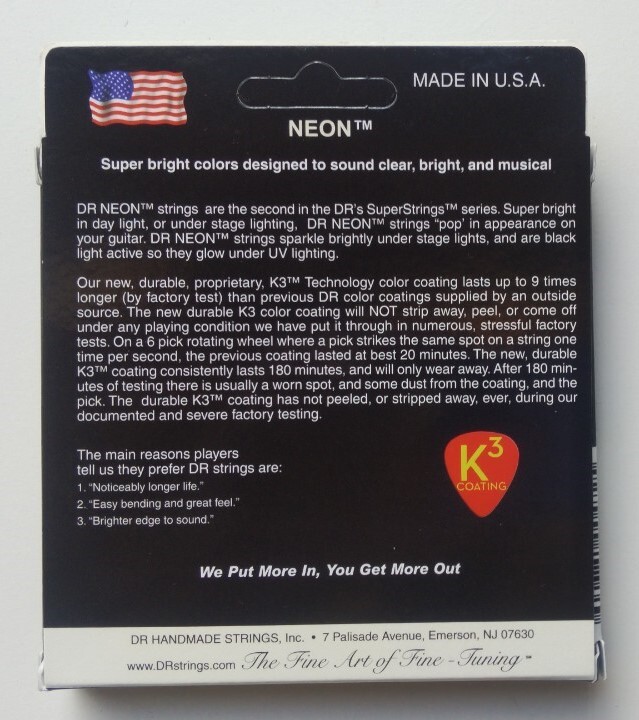 MADE IN U.S.A.
NEON™
Super bright colors designed to sound clear, bright, and musical
DR NEON™ strings are the second in the DR's SuperStrings™ series. Super bright
in day light, or under stage lighting, DR NEON™ strings “pop’ in appearance on
your guitar. DR NEON™ strings sparkle brightly under stage lights, and are black
light active so they glow under UV lighting.
Our new, durable, proprietary, K3™ Technology color coating lasts up to 9 times
longer (by factory test) than previous DR color coatings supplied by an outside
source. The new durable K3 color coating will NOT strip away, peel, or come off
under any playing condition we have put it through in numerous, stressful factory
tests. On a 6 pick rotating wheel where a pick strikes the same spot on a string one
time per second, the previous coating lasted at best 20 minutes. The new, durable
K3™ coating consistently lasts 180 minutes, and will only wear away. After 180 min-
utes of testing there is usually a worn spot, and some dust from the coating, and the
pick. The durable K3™ coating has not peeled, or stripped away, ever, during our
documented and severe factory testing.
The main reasons players
tell us they prefer DR strings are:
1. “Noticeably longer life.”
2. “Easy bending and great feel.”
3. “Brighter edge to sound.”
K3
COATING
We Put More In, You Get More Out
DR HANDMADE STRINGS, Inc. • 7 Palisade Avenue, Emerson, NJ 07630
www.DRstrings.com The Fine Art of Fine-Tuning℠